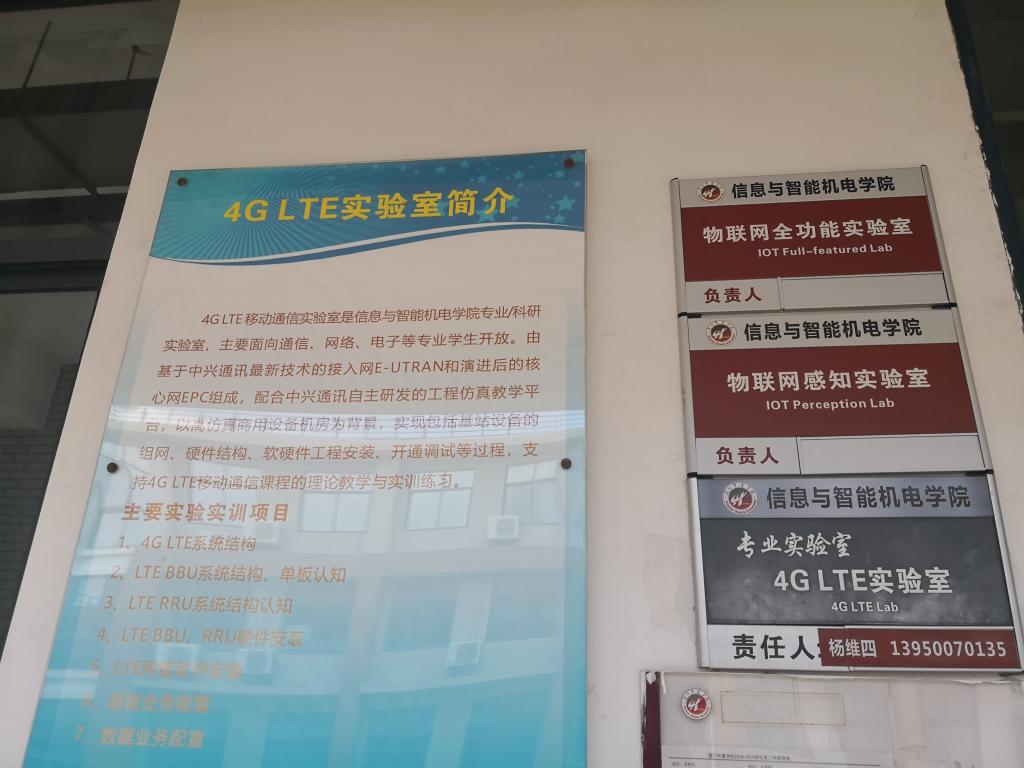 4G LTE实验室简介
4G LTE 移动通信实验室是信息与智能机电学院专业/科研
实验室，主要面向通信、网络、电子等专业学生开放。由
基于中兴通讯最新技术的接入网E-UTRAN和演进后的核
心网EPC组成，配合中兴通讯自主研发的工程仿真教学平
台，以高仿真商用设备机房为背景，实现包括基站设备的
组网、硬件结构、软硬件工程安装、开通调试等过程，支
持4G LTE移动通信课程的理论教学与实训练习。
主要实验实训项目
1、4G LTE系统结构
2、LTE BBU系统结构、单板认知
3、LTE RRU系统结构认知
4、LTE BBU、RRU硬件安装
5、LTE网管软件安装
6、语音业务配置
7、数据业务配置
信息与智能机电学院
物联网全功能实验室
IOT Full-featured Lab
负责人
信息与智能机电学院
物联网感知实验室
IOT Perception Lab
负责人
信息与智能机电学院
专业实验室
4G LTE实验室
4G LTE Lab
责任人:
杨维四 13950070135